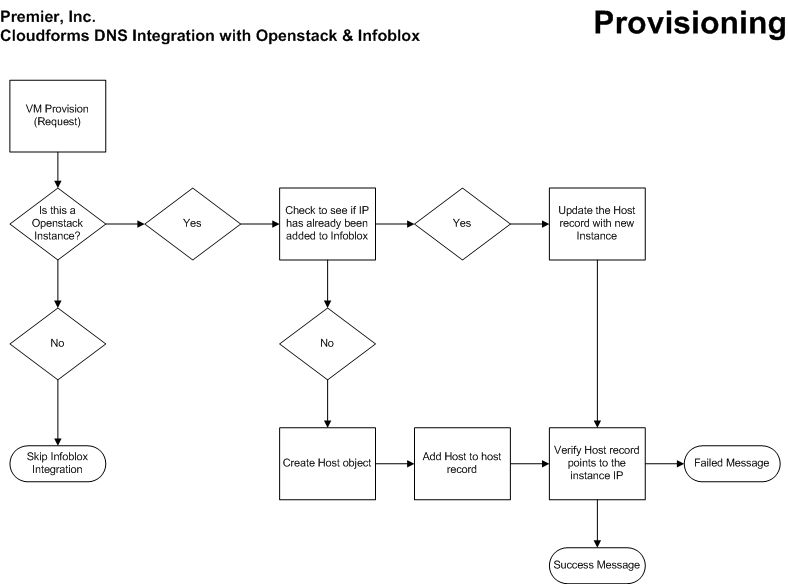 Premier, Inc.
Cloudforms DNS Integration with Openstack & Infoblox
Provisioning
VM Provision
(Request)
Is this a
Openstack
Instance?
Yes
Check to see if IP
has already been
added to Infoblox
Yes
Update the Host
record with new
Instance
No
No
Skip Infoblox
Integration
Create Host object
Add Host to host
record
Verify Host record
points to the
instance IP
Failed Message
Success Message